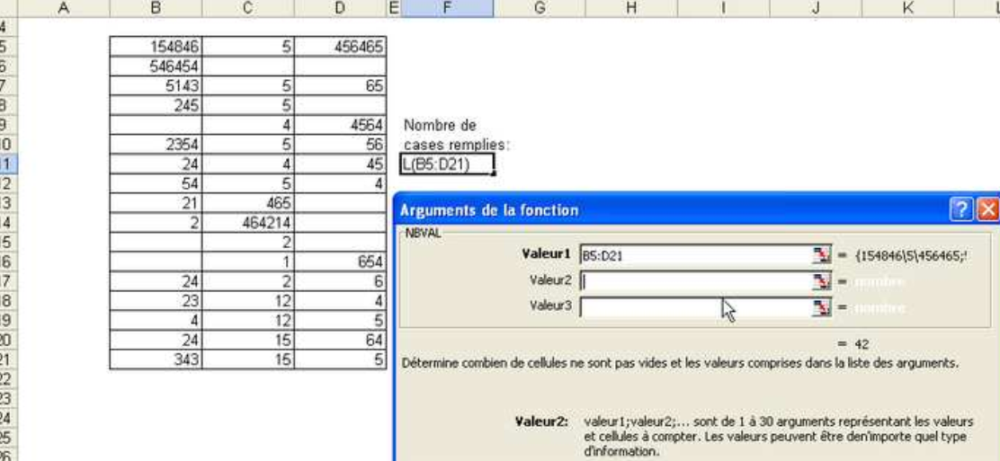 A B C D E F G H I J K
4
5 154846 5 456465
6 546454
7 5143 5 65
8 245 5
9 4 4564 Nombre de
10 2354 5 56 cases remplies:
11 24 4 45 L(B5:D21)
12 54 5 4
13 21 465
14 2 464214
15 2
16 1 654
17 24 2 6
18 23 12 4
19 4 12 5
20 24 15 64
21 343 15 5
22
23
24
25
26
Arguments de la fonction
NBVAL
Valeur1 B5:D21 = {154846\5\456465;!
Valeur2 = nombre
Valeur3 = nombre
= 42
Détermine combien de cellules ne sont pas vides et les valeurs comprises dans la liste des arguments.
Valeur2: valeur1;valeur2;... sont de 1 à 30 arguments représentant les valeurs
et cellules à compter. Les valeurs peuvent être den'importe quel type
d'information.